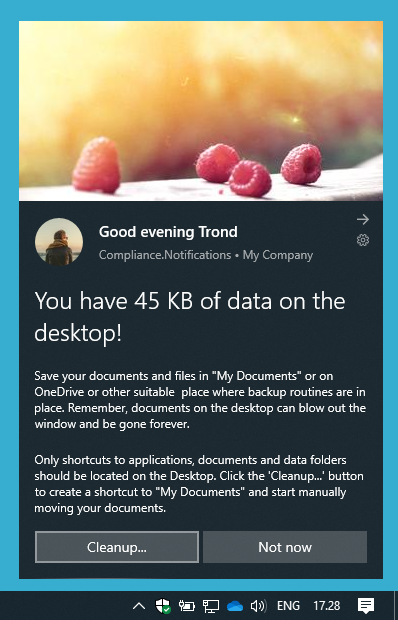 Good evening Trond
Compliance.Notifications • My Company
You have 45 KB of data on the
desktop!
Save your documents and files in "My Documents" or on
OneDrive or other suitable  place where backup routines are in
place. Remember, documents on the desktop can blow out the
window and be gone forever.
Only shortcuts to applications, documents and data folders
should be located on the Desktop. Click the 'Cleanup...' button
to create a shortcut to "My Documents" and start manually
moving your documents.
Cleanup...
Not now
ENG
17.28